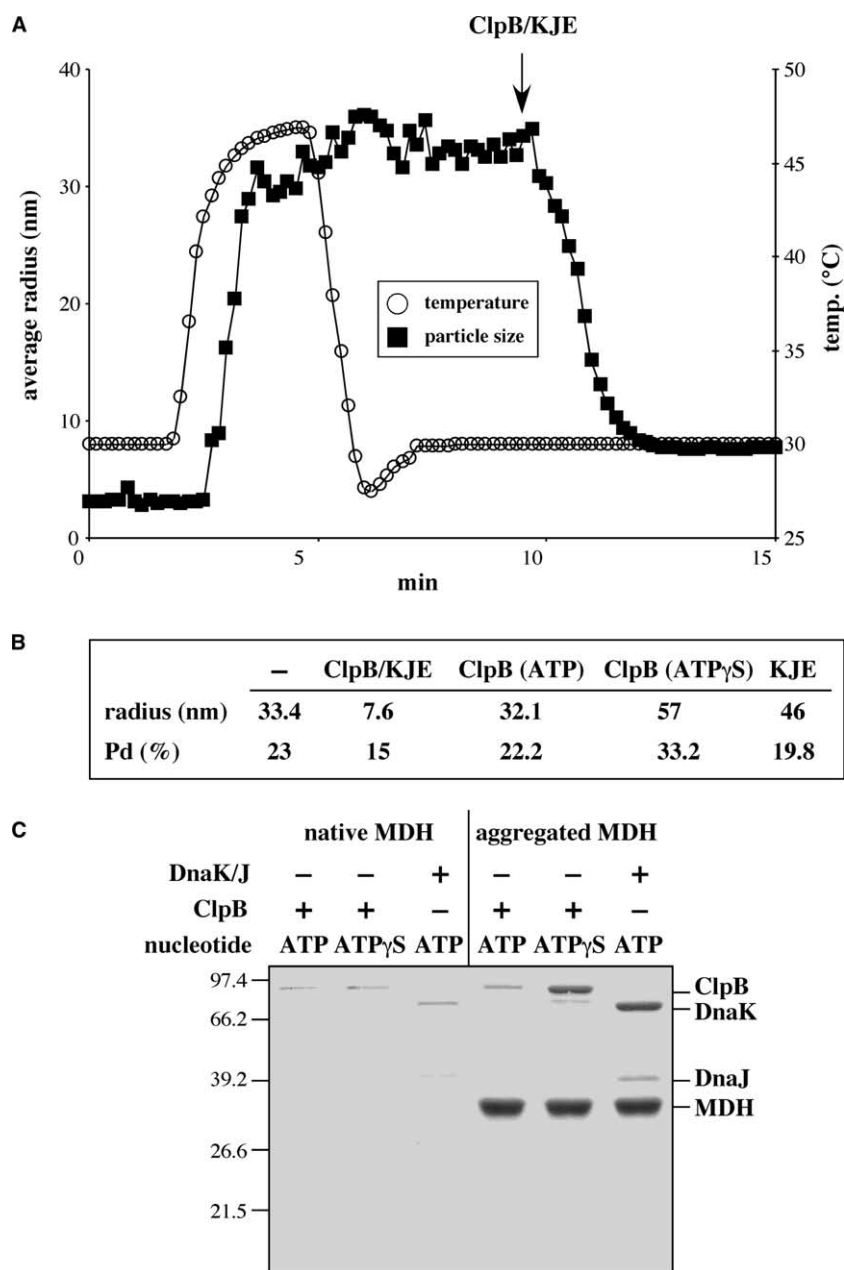 A
ClpB/KJE
40
30
20
10
0
average radius (nm)
50
45
40
35
30
25
temp. (°C)
temperature
particle size
0 5 10 15
min
B
– ClpB/KJE ClpB (ATP) ClpB (ATPγS) KJE
radius (nm) 33.4 7.6 32.1 57 46
Pd (%) 23 15 22.2 33.2 19.8
C
native MDH aggregated MDH
DnaK/J – – + – – +
ClpB + + – + + –
nucleotide ATP ATPγS ATP ATP ATPγS ATP
97.4
66.2
39.2
26.6
21.5
ClpB
DnaK
DnaJ
MDH